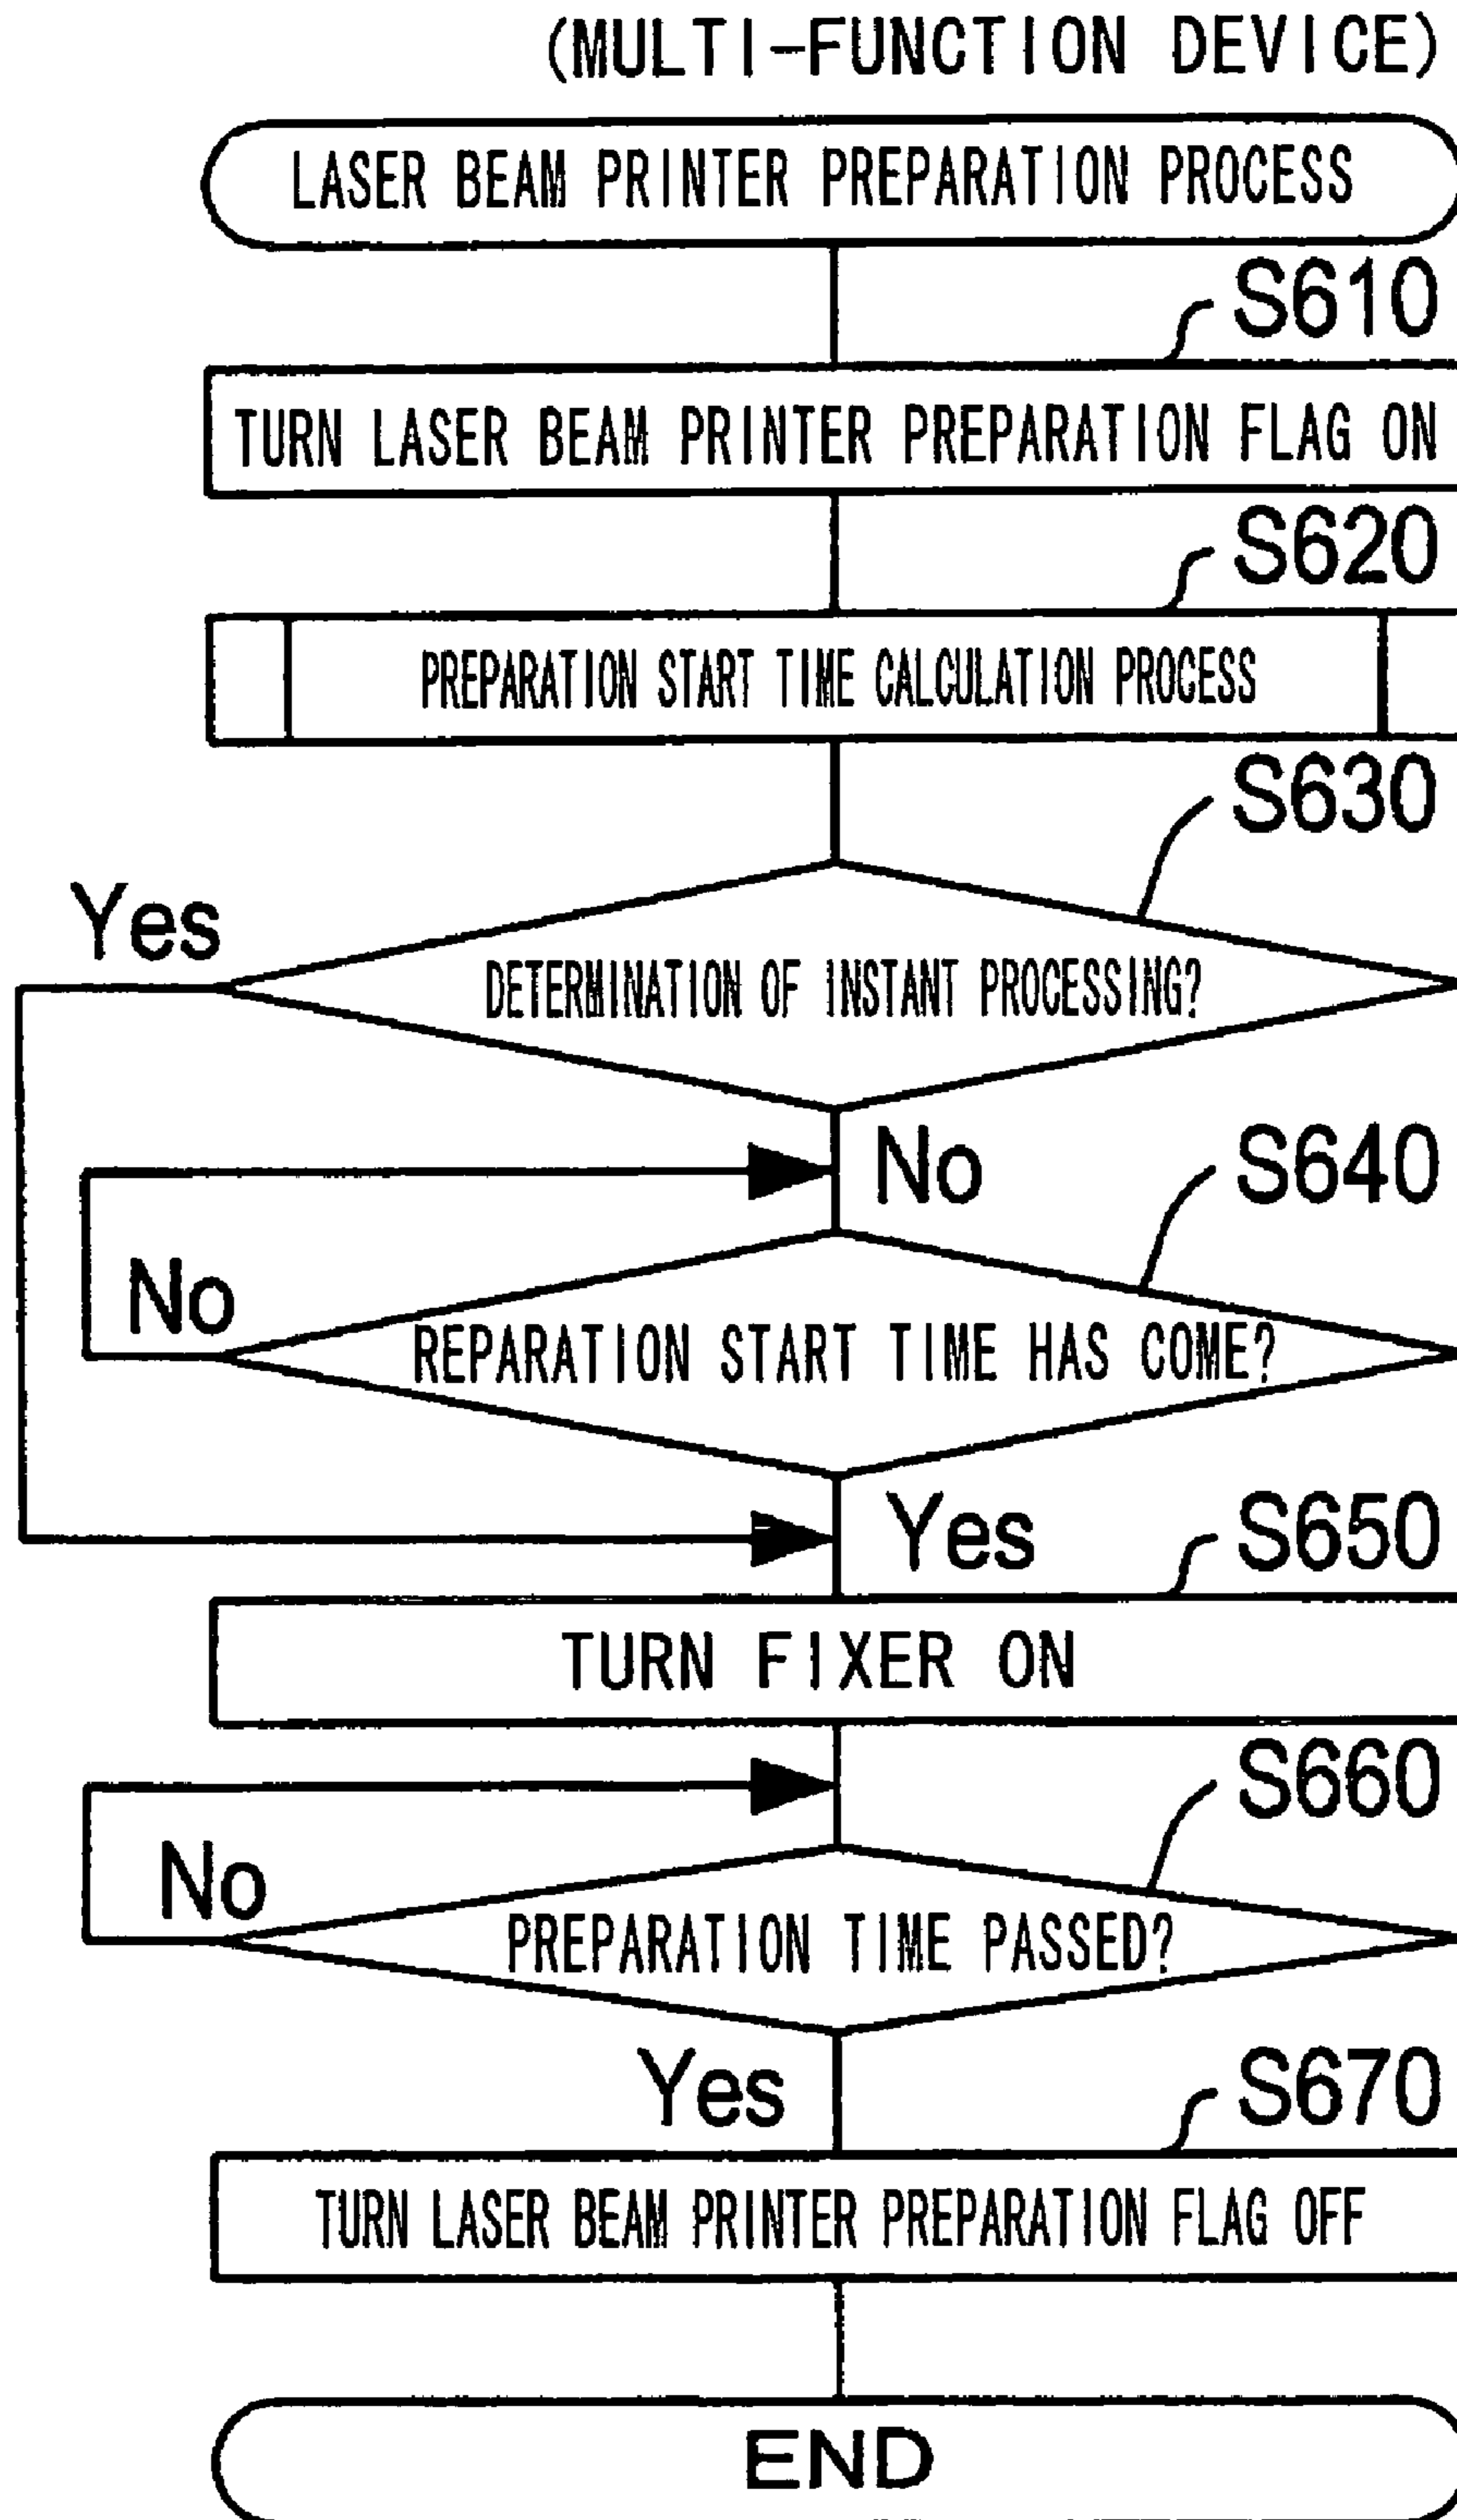 (MULTI-FUNCTION DEVICE)
LASER BEAM PRINTER PREPARATION PROCESS
S610
TURN LASER BEAM PRINTER PREPARATION FLAG ON
S620
PREPARATION START TIME CALCULATION PROCESS
S630
Yes
DETERMINATION OF INSTANT PROCESSING?
No
S640
No
REPARATION START TIME HAS COME?
Yes
S650
TURN FIXER ON
S660
No
PREPARATION TIME PASSED?
Yes
S670
TURN LASER BEAM PRINTER PREPARATION FLAG OFF
END